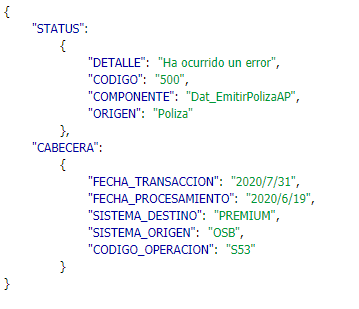 {
"STATUS":
{
"DETALLE": "Ha ocurrido un error",
"CODIGO": "500",
"COMPONENTE": "Dat_EmitirPolizaAP",
"ORIGEN": "Poliza"
},
"CABECERA":
{
"FECHA_TRANSACCION": "2020/7/31",
"FECHA_PROCESAMIENTO": "2020/6/19",
"SISTEMA_DESTINO": "PREMIUM",
"SISTEMA_ORIGEN": "OSB",
"CODIGO_OPERACION": "S53"
}
}